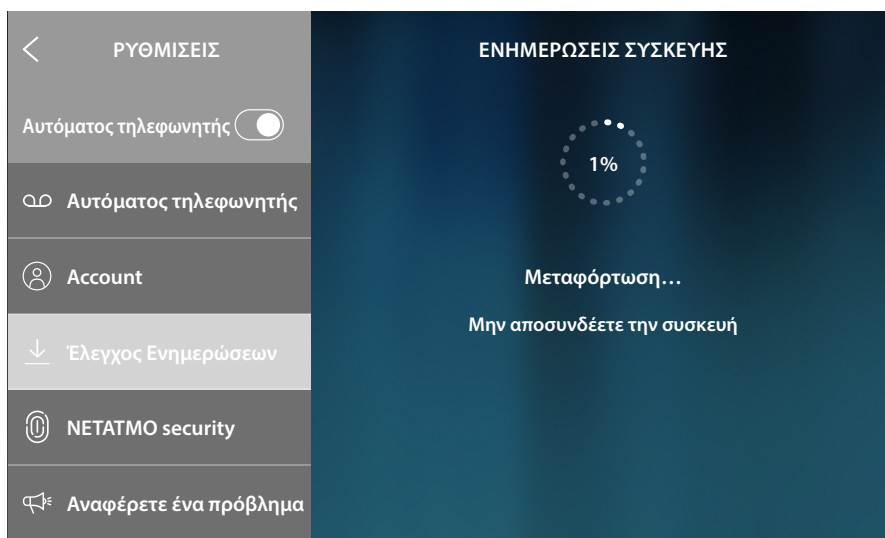 ΡΥΘΜΙΣΕΙΣ
Αυτόματος τηλεφωνητής
Αυτόματος τηλεφωνητής
Account
Έλεγχος Ενημερώσεων
NETATMO security
Αναφέρετε ένα πρόβλημα
ΕΝΗΜΕΡΩΣΕΙΣ ΣΥΣΚΕΥΗΣ
1%
Μεταφόρτωση...
Μην αποσυνδέετε την συσκευή